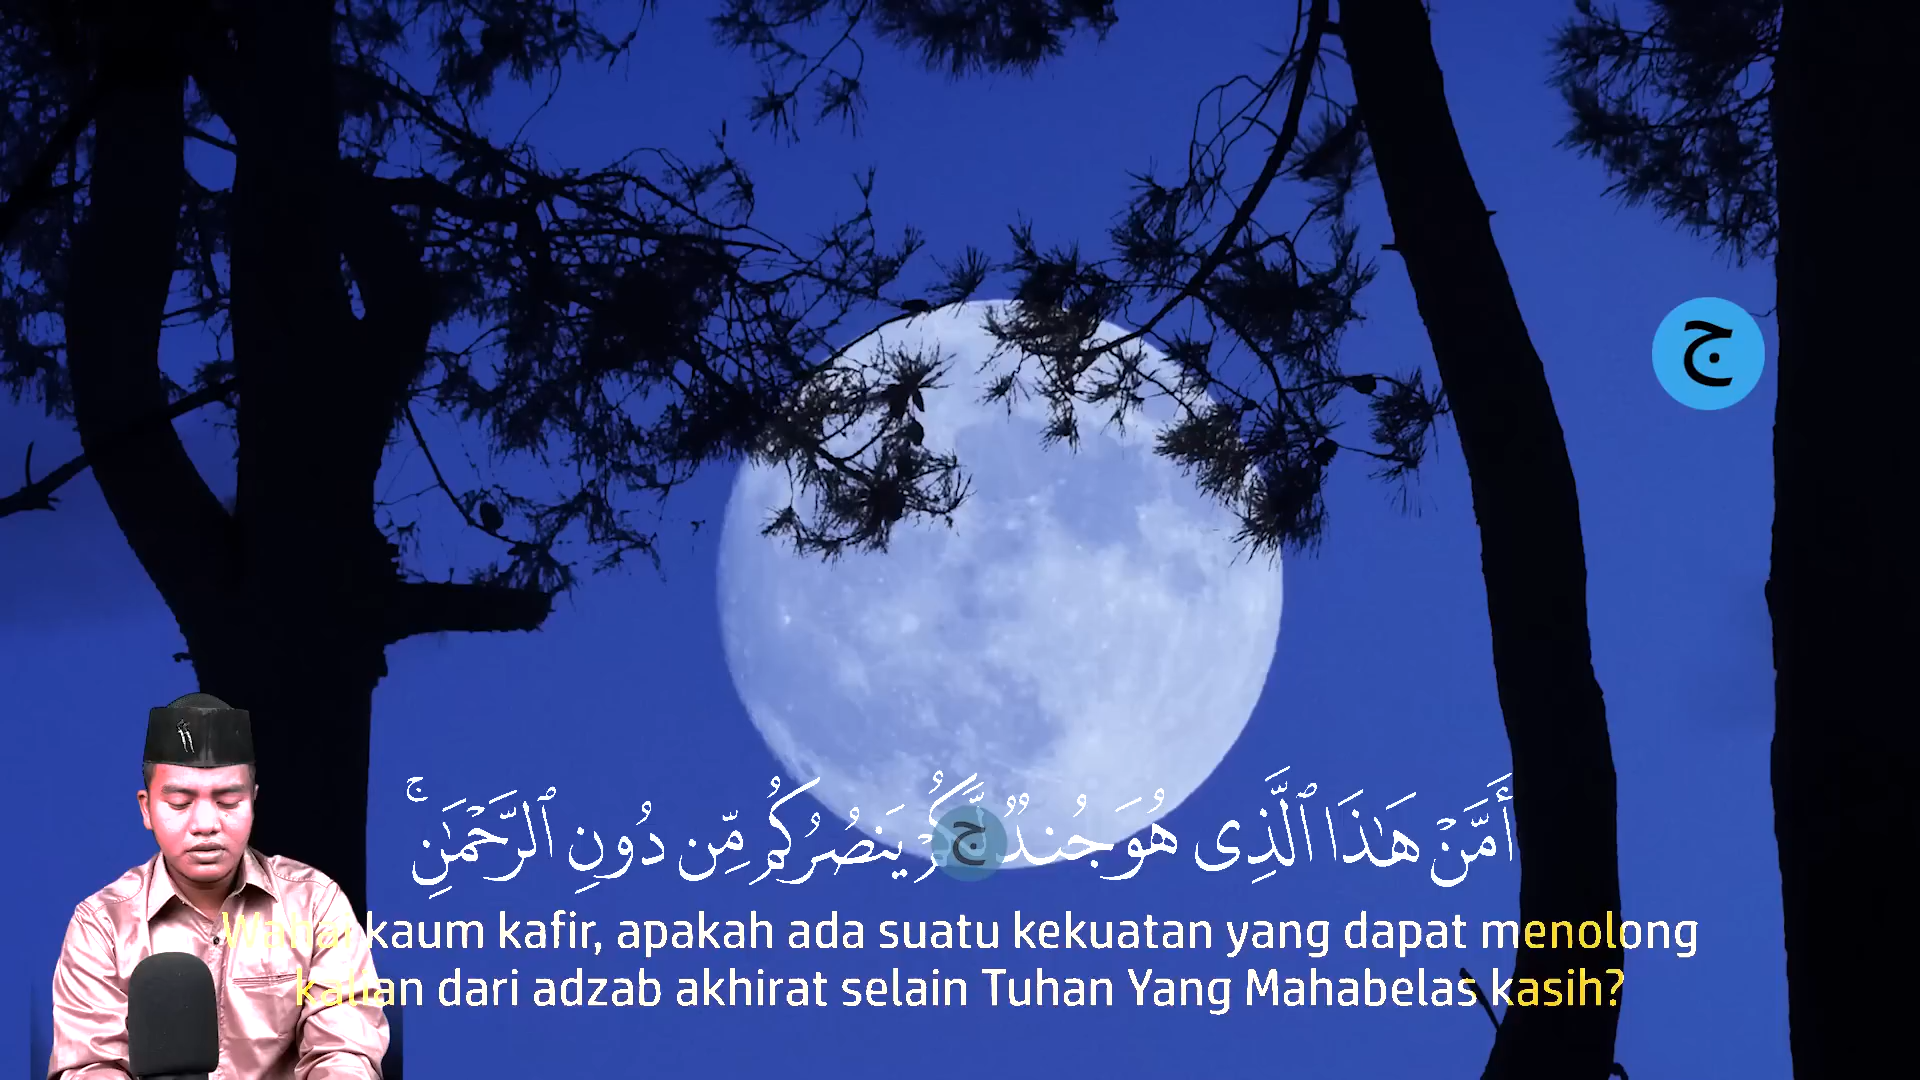 ج
أَمَّنْ هَـٰذَا ٱلَّذِى هُوَ جُندٌ لَّكُمْ يَنصُرُكُم مِّن دُونِ ٱلرَّحْمَـٰنِ ۚ
ج
Wahai kaum kafir, apakah ada suatu kekuatan yang dapat menolong
kalian dari adzab akhirat selain Tuhan Yang Mahabelas kasih?